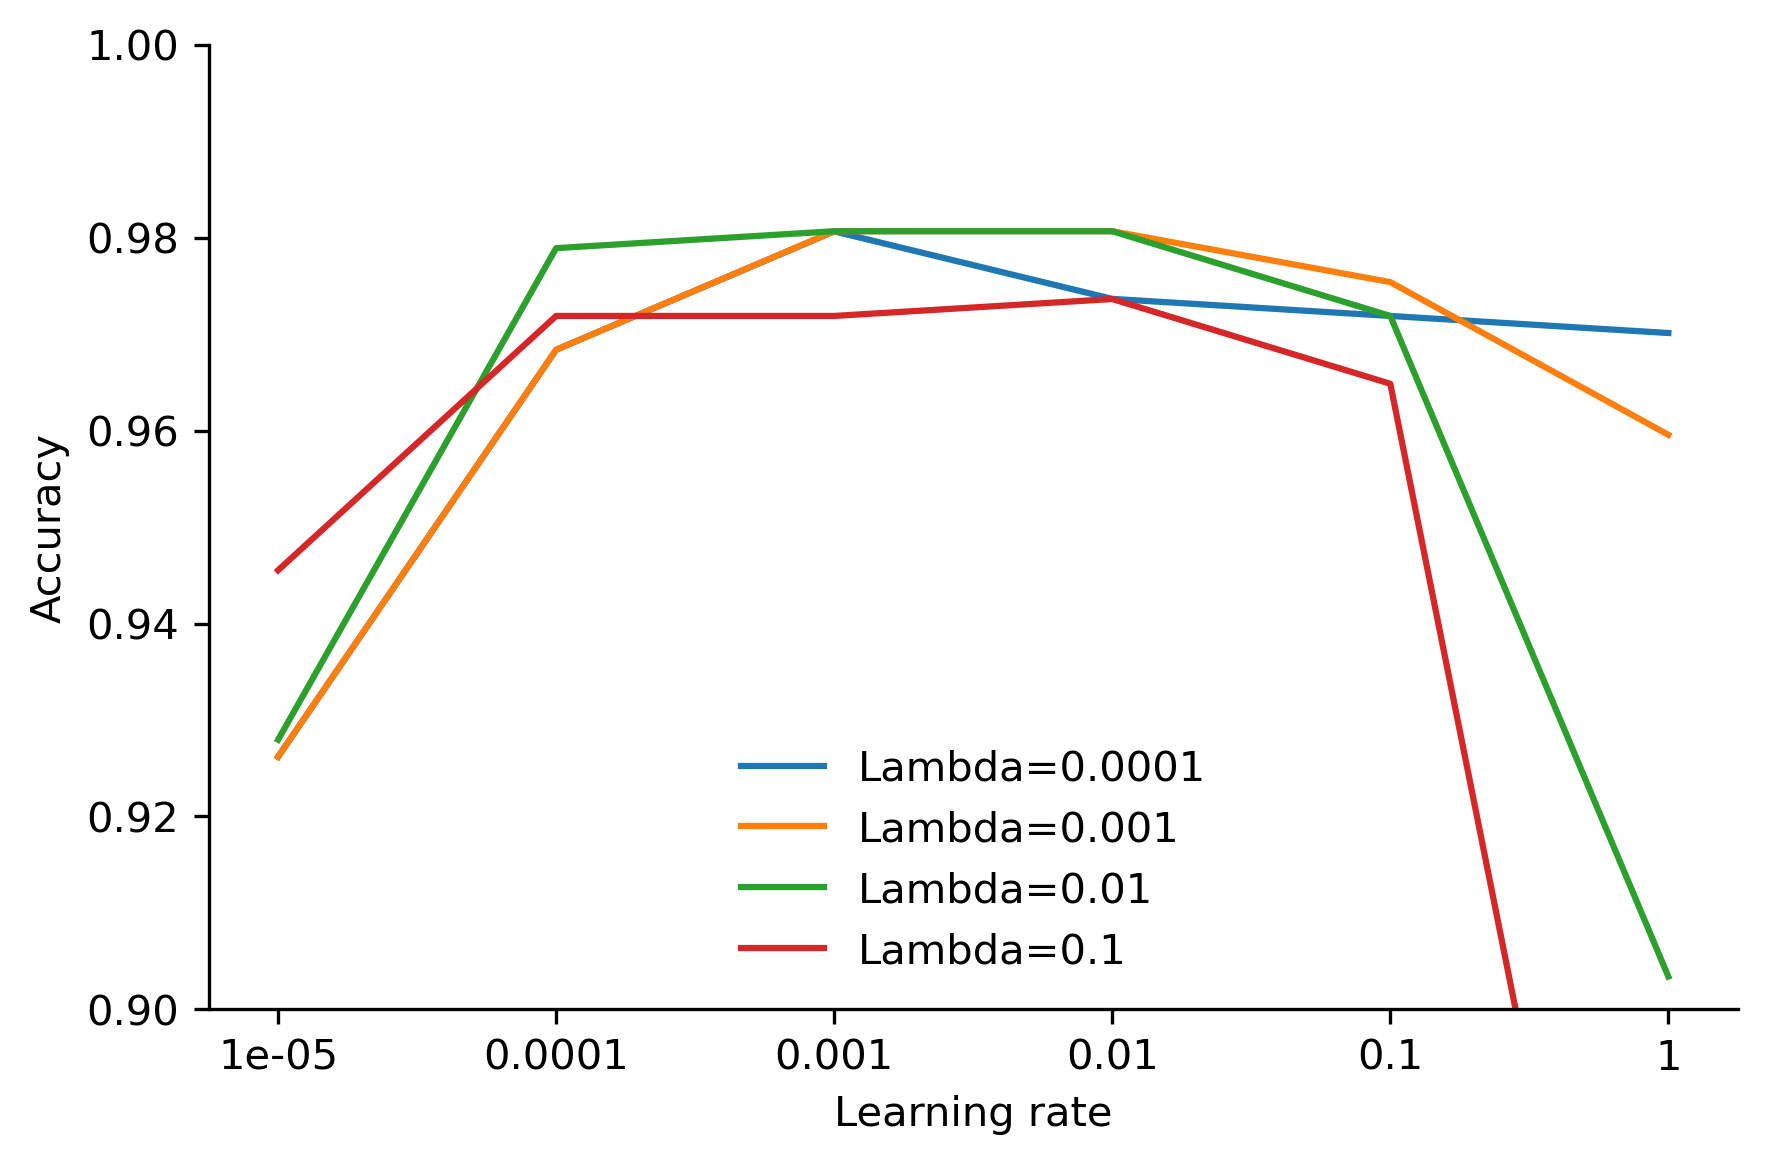 1.00
0.98
0.96
0.94
0.92
0.90
Accuracy
Lambda=0.0001
Lambda=0.001
Lambda=0.01
Lambda=0.1
1e-05 0.0001 0.001 0.01 0.1 1
Learning rate